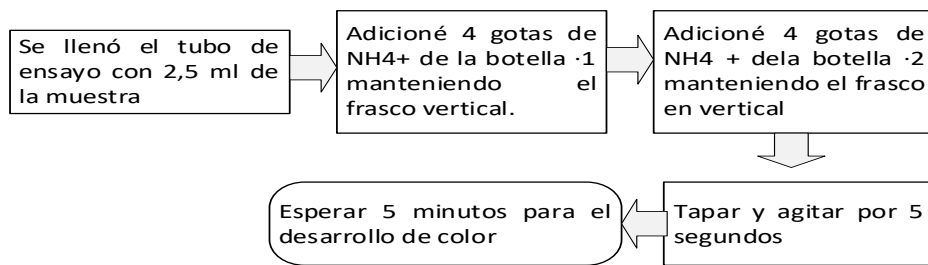 Se llenó el tubo de
ensayo con 2,5 ml de
la muestra
Adicioné 4 gotas de
NH4+ de la botella ·1
manteniendo el
frasco vertical.
Adicioné 4 gotas de
NH4 + dela botella ·2
manteniendo el frasco
en vertical
Tapar y agitar por 5
segundos
Esperar 5 minutos para el
desarrollo de color